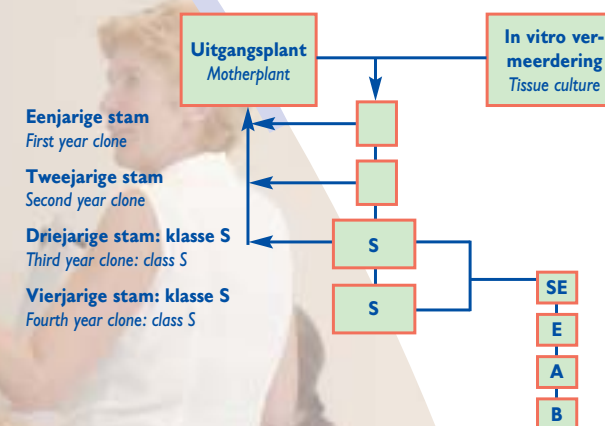 Uitgangsplant
Motherplant
In vitro ver-
meerdering
Tissue culture
Eenjarige stam
First year clone
Tweejarige stam
Second year clone
Driejarige stam: klasse S
Third year clone: class S
S
Vierjarige stam: klasse S
Fourth year clone: class S
S
SE
E
A
B